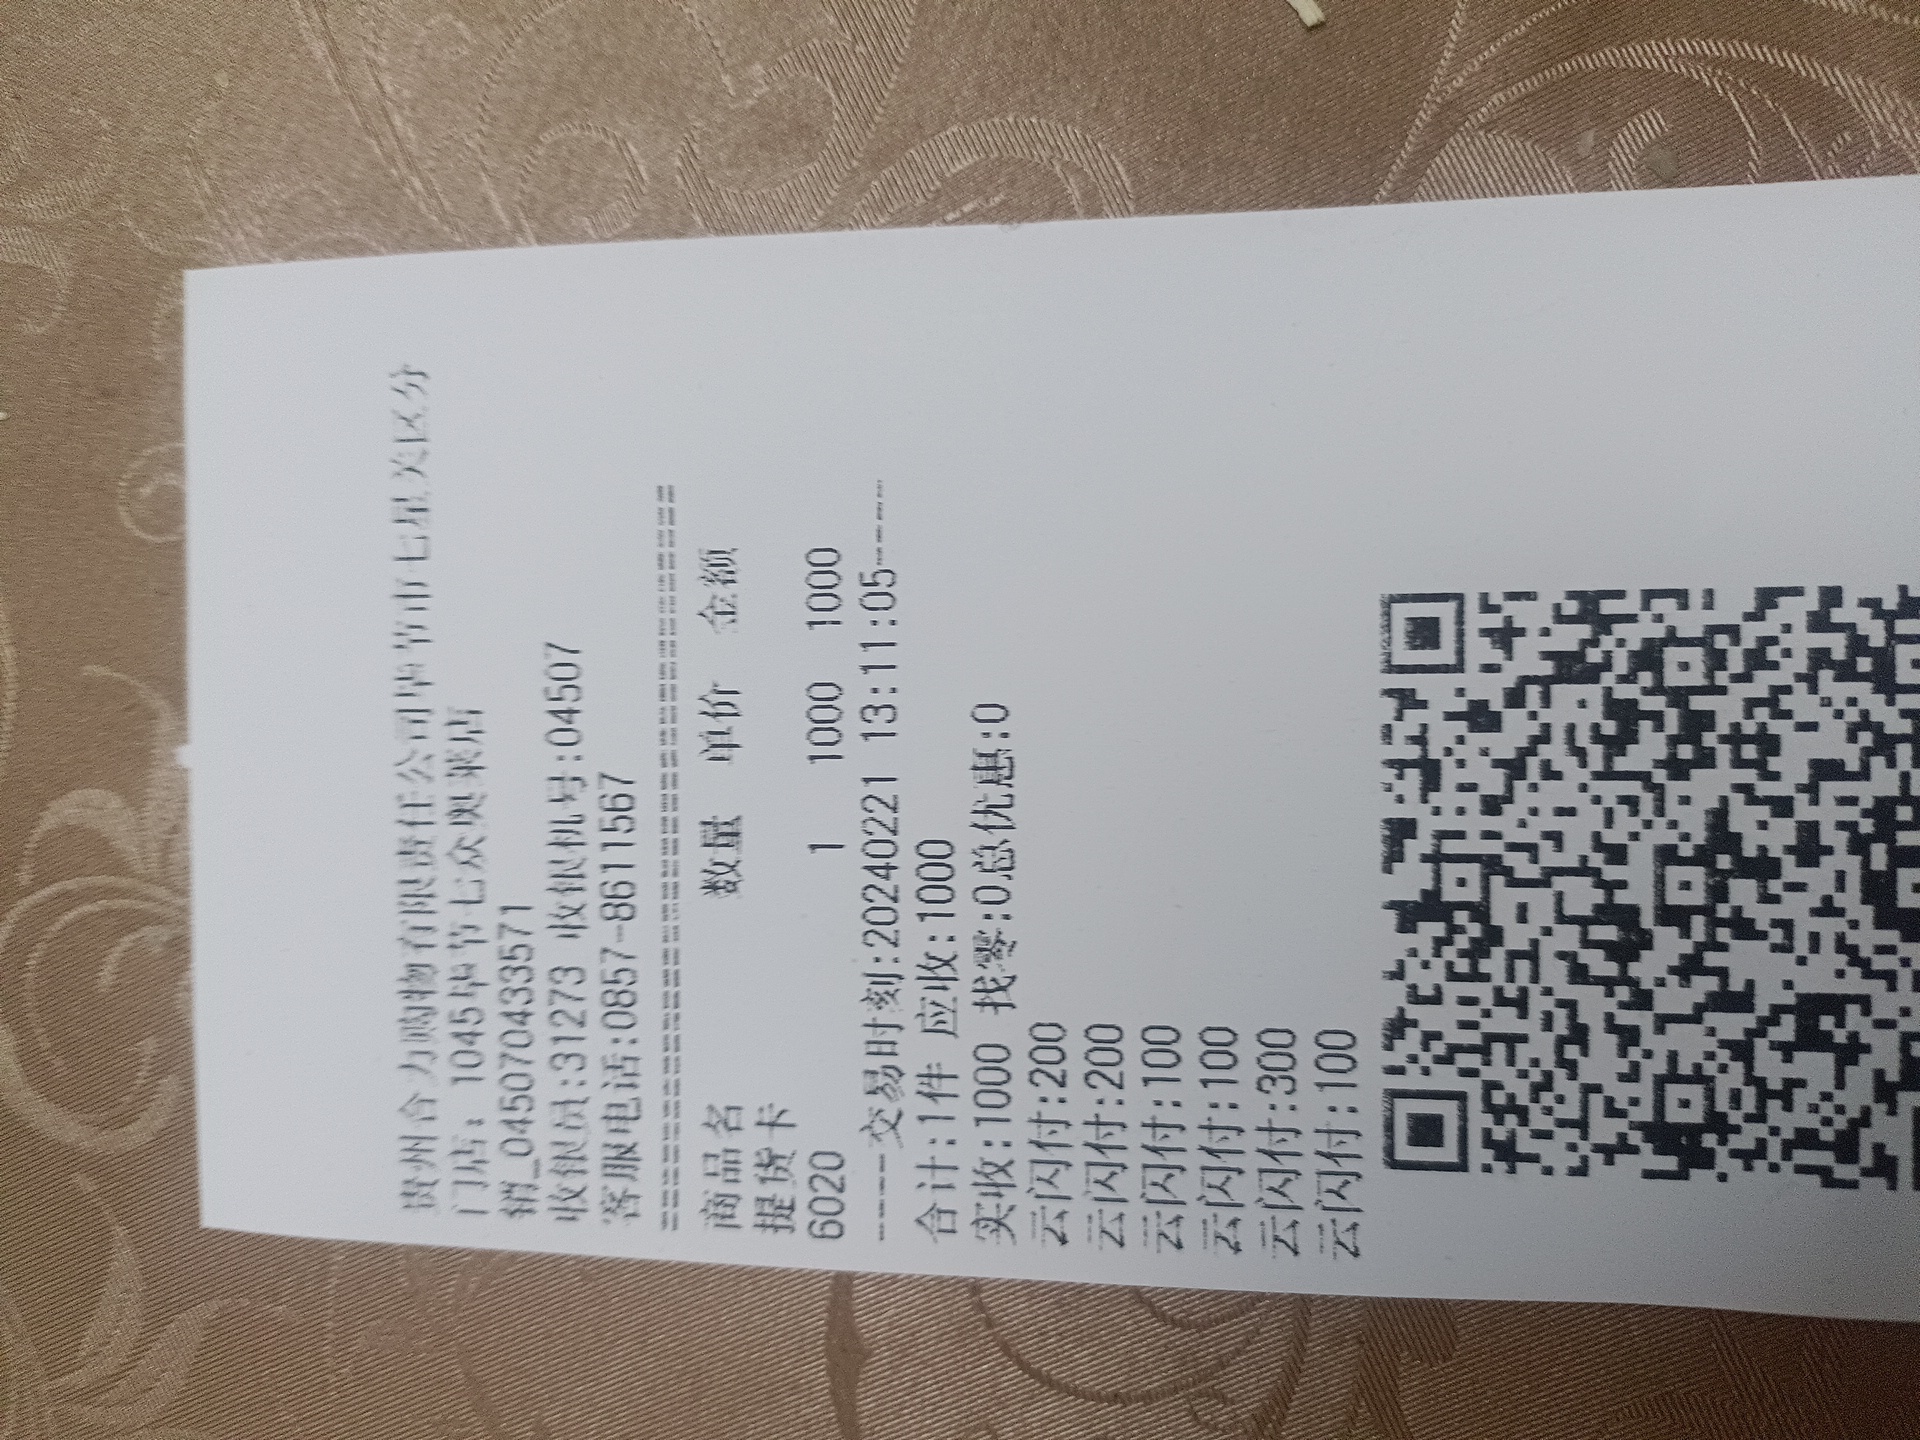 贵州合力购物有限责任公司毕节市七星关区分
门店: 1045毕节七众奥莱店
销_045070433571
收银员:31273 收银机号:04507
客服电话:0857-8611567
================================
商品名 数量 单价 金额
提货卡
6020 1 1000 1000
----交易时刻:20240221 13:11:05----
合计:1件 应收:1000
实收:1000 找零:0总优惠:0
云闪付:200
云闪付:200
云闪付:100
云闪付:100
云闪付:300
云闪付:100